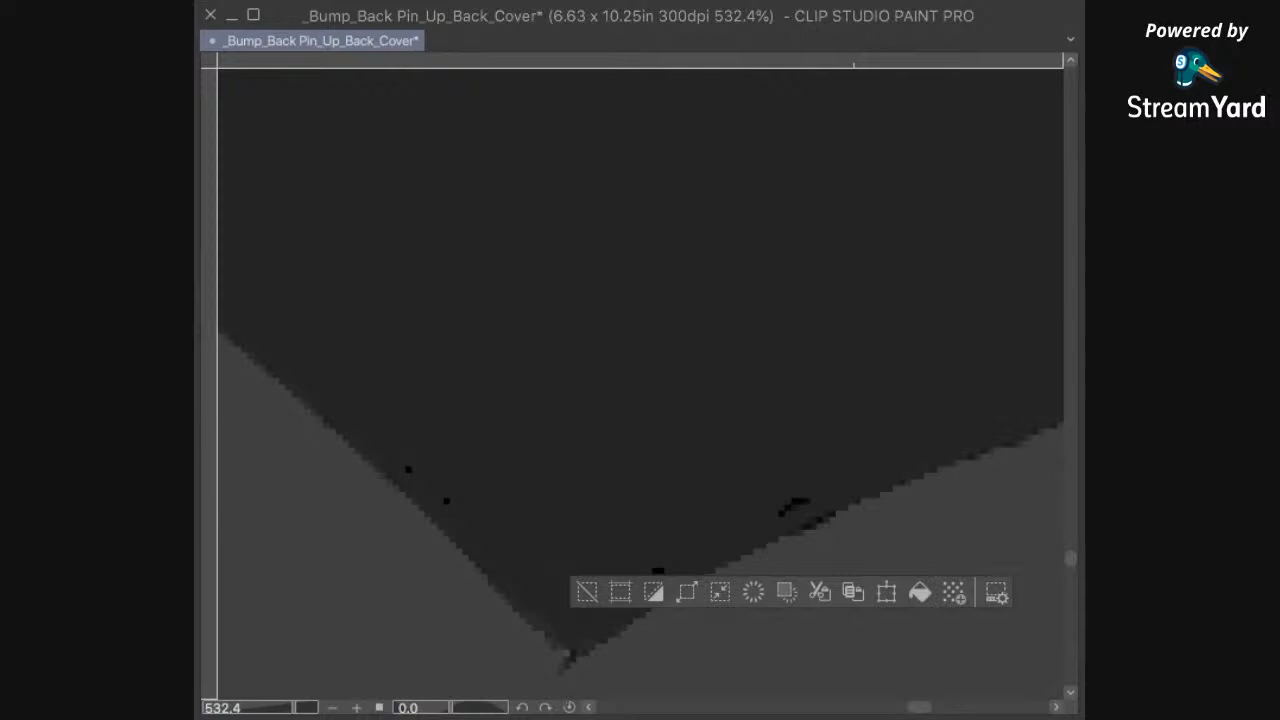 _Bump_Back Pin_Up_Back_Cover* (6.63 x 10.25in 300dpi 532.4%) - CLIP STUDIO PAINT PRO
_Bump_Back Pin_Up_Back_Cover*
Powered by
StreamYard
532.4
0.0